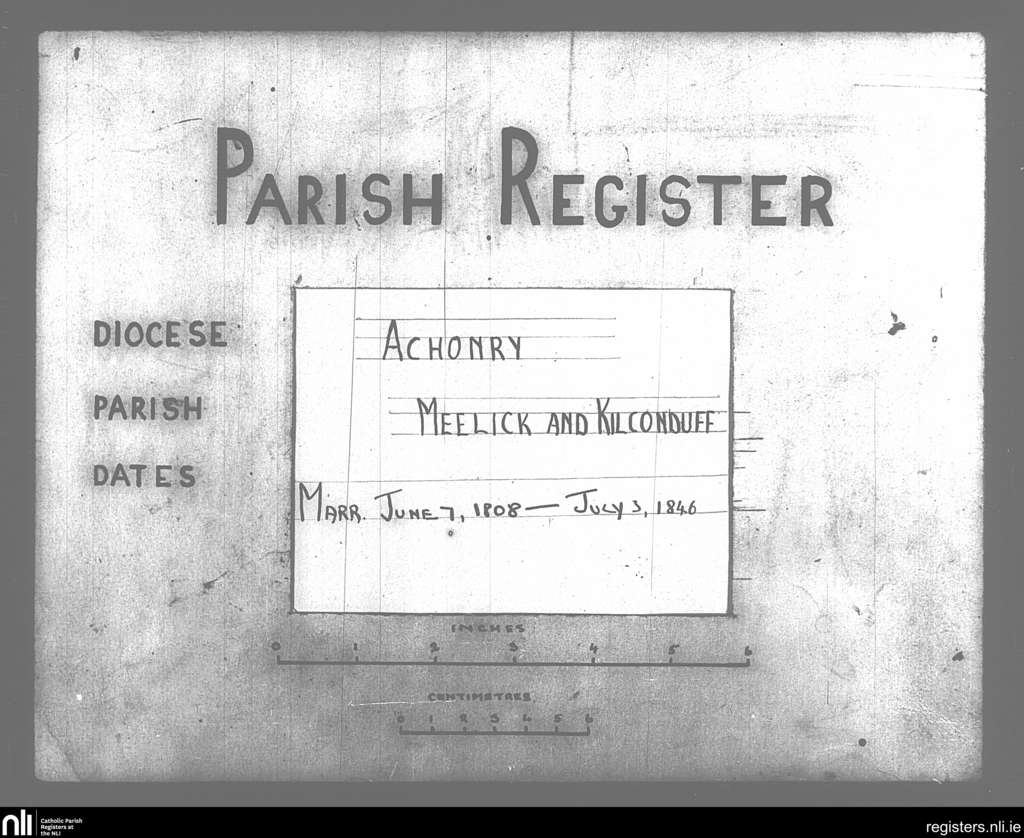 PARISH REGISTER
DIOCESE ACHONRY
PARISH MEELICK AND KILCONDUFF
DATES MARR. JUNE 7, 1808 — JULY 3, 1846
INCHES
0 1 2 3 4 5 6
CENTIMETRES
0 1 2 3 4 5 6
nli Catholic Parish
Registers at
the NLI
registers.nli.ie